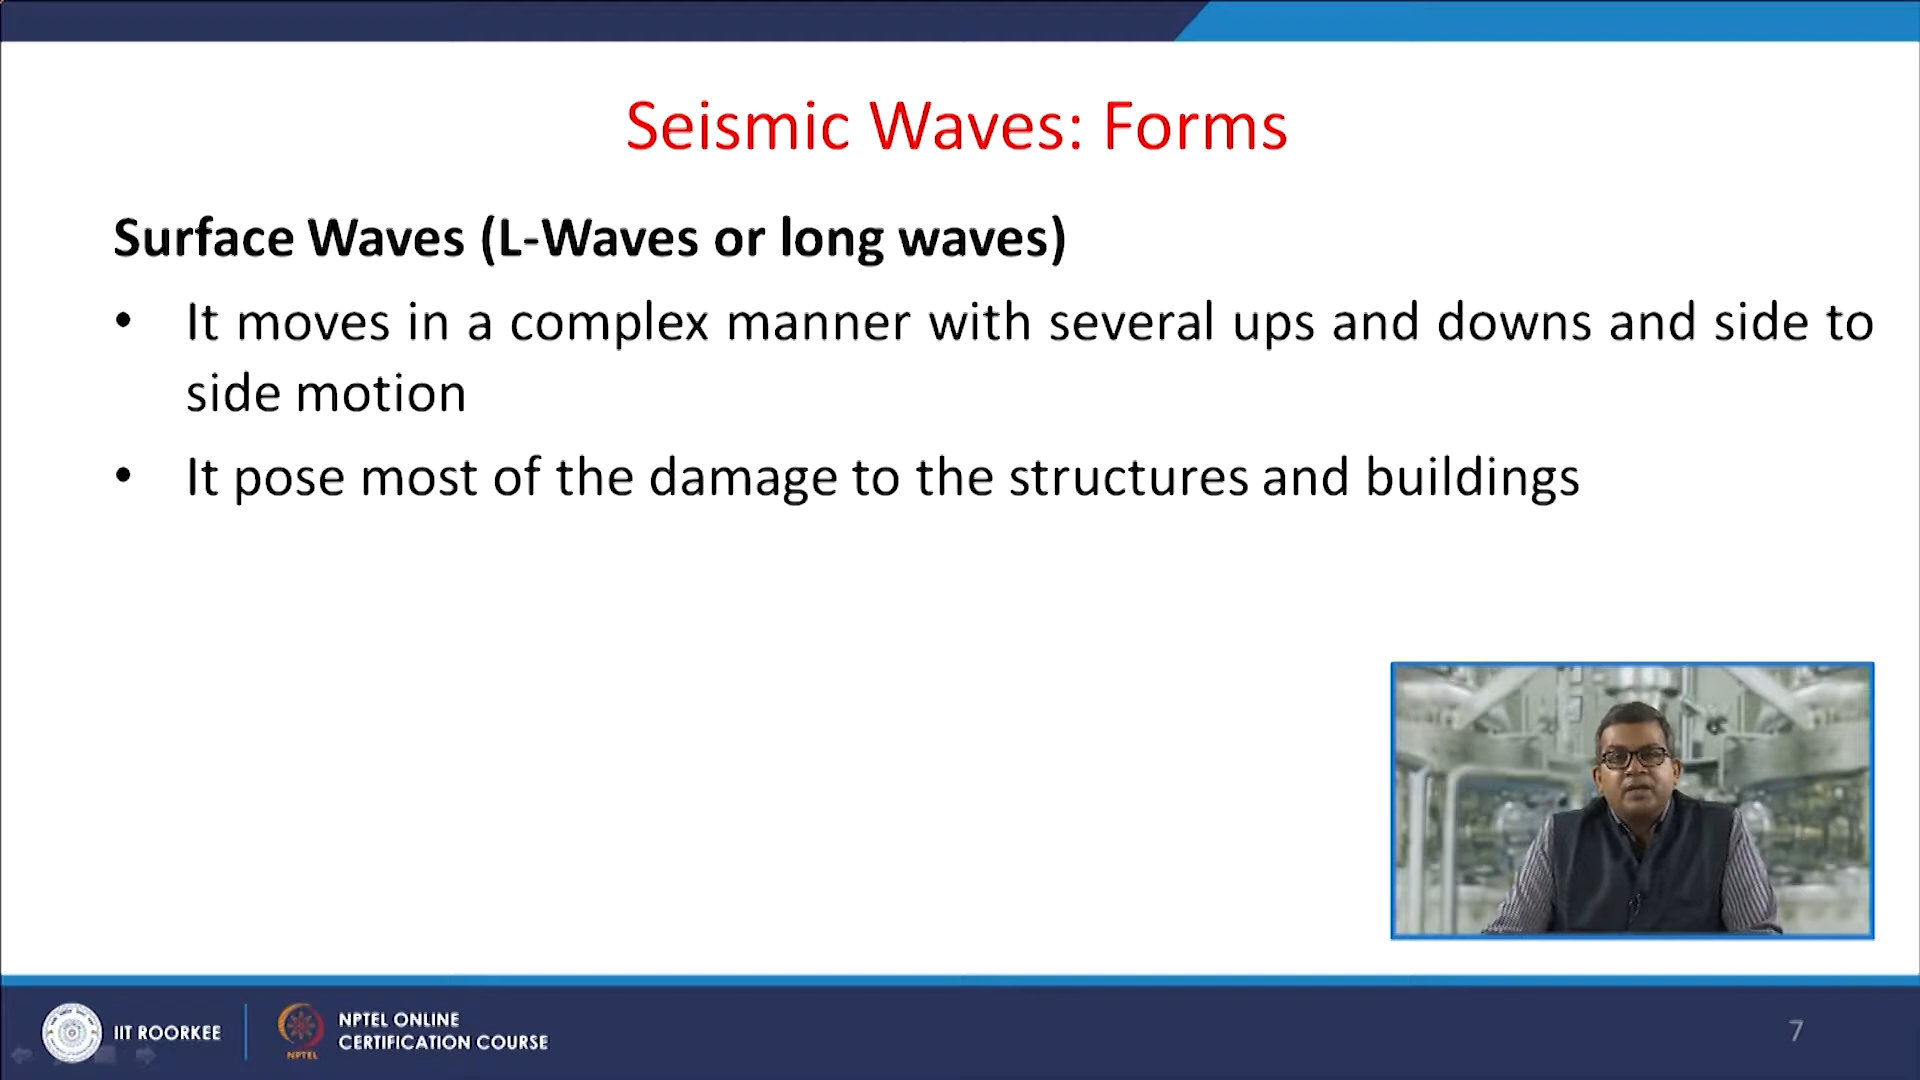 Seismic Waves: Forms
Surface Waves (L-Waves or long waves)
• It moves in a complex manner with several ups and downs and side to
side motion
• It pose most of the damage to the structures and buildings
IIT ROORKEE
NPTEL
NPTEL ONLINE
CERTIFICATION COURSE
7